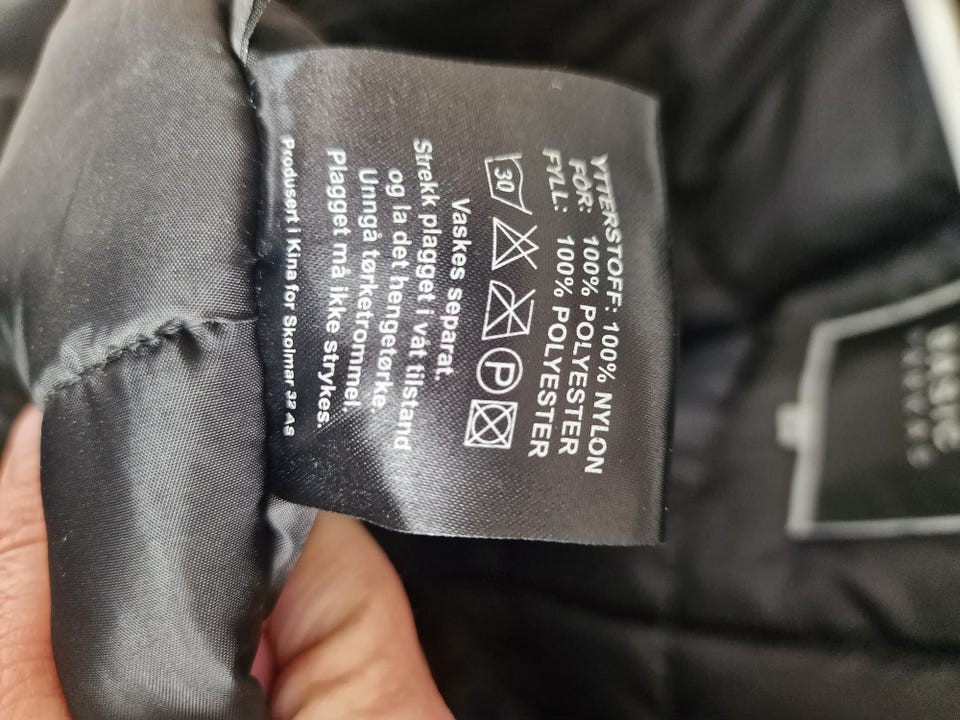 YTTERSTOFF: 100% NYLON
FÔR: 100% POLYESTER
FYLL: 100% POLYESTER
30
P
Vaskes separat.
Strekk plagget i våt tilstand
og la det hengetørke.
Unngå tørketrommel.
Plagget må ikke strykes.
Produsert i Kina for Skolmar 32 AS
BASIC